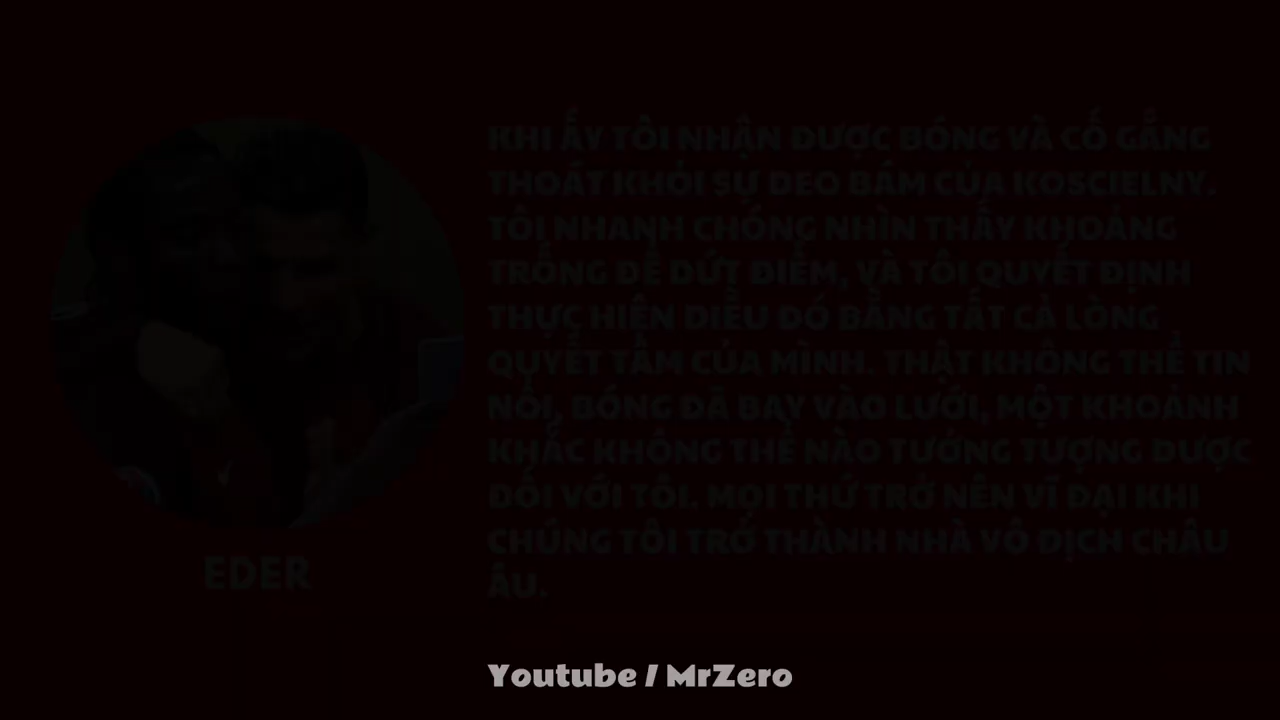 KHI ẤY TÔI NHẬN ĐƯỢC BÓNG VÀ CỐ GẮNG
THOÁT KHỎI SỰ ĐEO BÁM CỦA KOSCIELNY.
TÔI NHANH CHÓNG NHÌN THẤY KHOẢNG
TRỐNG ĐỂ DỨT ĐIỂM, VÀ TÔI QUYẾT ĐỊNH
THỰC HIỆN ĐIỀU ĐÓ BẰNG TẤT CẢ LÒNG
QUYẾT TÂM CỦA MÌNH. THẬT KHÔNG THỂ TIN
NỔI, BÓNG ĐÃ BAY VÀO LƯỚI, MỘT KHOẢNH
KHẮC KHÔNG THỂ NÀO TƯỞNG TƯỢNG ĐƯỢC
ĐỐI VỚI TÔI. MỌI THỨ TRỞ NÊN VĨ ĐẠI KHI
CHÚNG TÔI TRỞ THÀNH NHÀ VÔ ĐỊCH CHÂU
ÂU.
EDER
Youtube / MrZero